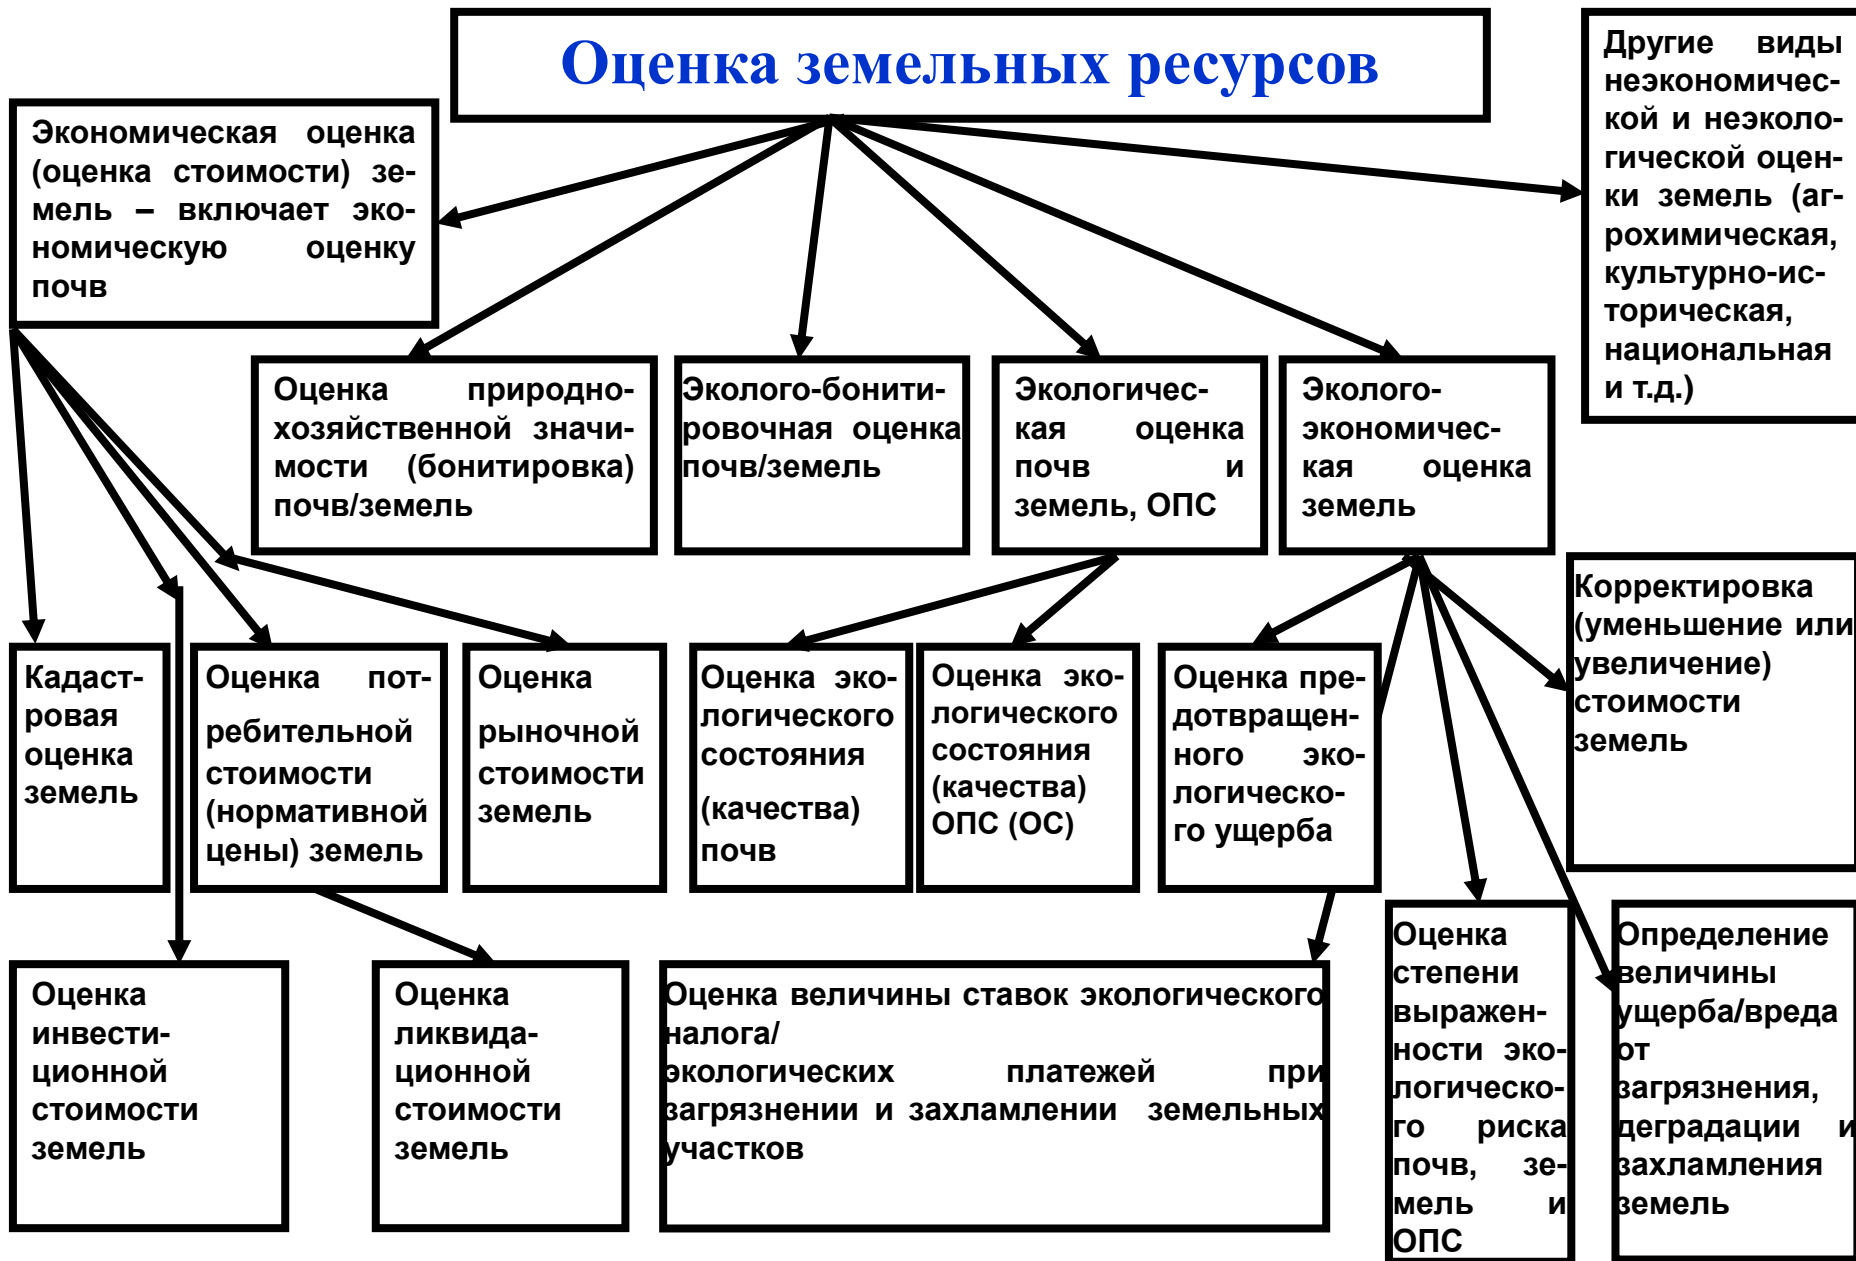 Оценка земельных ресурсов
Экономическая оценка
(оценка стоимости) зе-
мель – включает эко-
номическую оценку
почв
Другие виды
неэкономичес-
кой и неэколо-
гической оцен-
ки земель (аг-
рохимическая,
культурно-ис-
торическая,
национальная
и т.д.)
Оценка природно-
хозяйственной значи-
мости (бонитировка)
почв/земель
Эколого-бонити-
ровочная оценка
почв/земель
Экологичес-
кая оценка
почв и
земель, ОПС
Эколого-
экономичес-
кая оценка
земель
Корректировка
(уменьшение или
увеличение)
стоимости
земель
Кадаст-
ровая
оценка
земель
Оценка пот-
ребительной
стоимости
(нормативной
цены) земель
Оценка
рыночной
стоимости
земель
Оценка эко-
логического
состояния
(качества)
почв
Оценка эко-
логического
состояния
(качества)
ОПС (ОС)
Оценка пре-
дотвращен-
ного эко-
логическо-
го ущерба
Оценка
инвести-
ционной
стоимости
земель
Оценка
ликвида-
ционной
стоимости
земель
Оценка величины ставок экологического
налога/
экологических платежей при
загрязнении и захламлении земельных
участков
Оценка
степени
выражен-
ности эко-
логическо-
го риска
почв, зе-
мель и
ОПС
Определение
величины
ущерба/вреда
от
загрязнения,
деградации и
захламления
земель